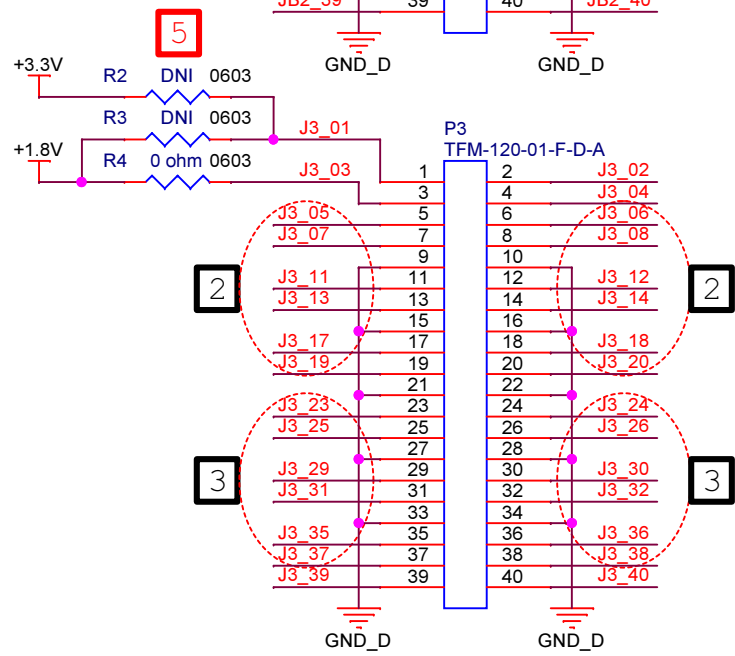 JB2_39 39 40 JB2_40
GND_D GND_D
5
+3.3V R2 DNI 0603
R3 DNI 0603 J3_01
+1.8V R4 0 ohm 0603 J3_03
P3
TFM-120-01-F-D-A
1 2 J3_02
3 4 J3_04
J3_05 5 6 J3_06
J3_07 7 8 J3_08
9 10
2 J3_11 11 12 J3_12 2
J3_13 13 14 J3_14
15 16
J3_17 17 18 J3_18
J3_19 19 20 J3_20
21 22
J3_23 23 24 J3_24
J3_25 25 26 J3_26
27 28
3 J3_29 29 30 J3_30 3
J3_31 31 32 J3_32
33 34
J3_35 35 36 J3_36
J3_37 37 38 J3_38
J3_39 39 40 J3_40
GND_D GND_D